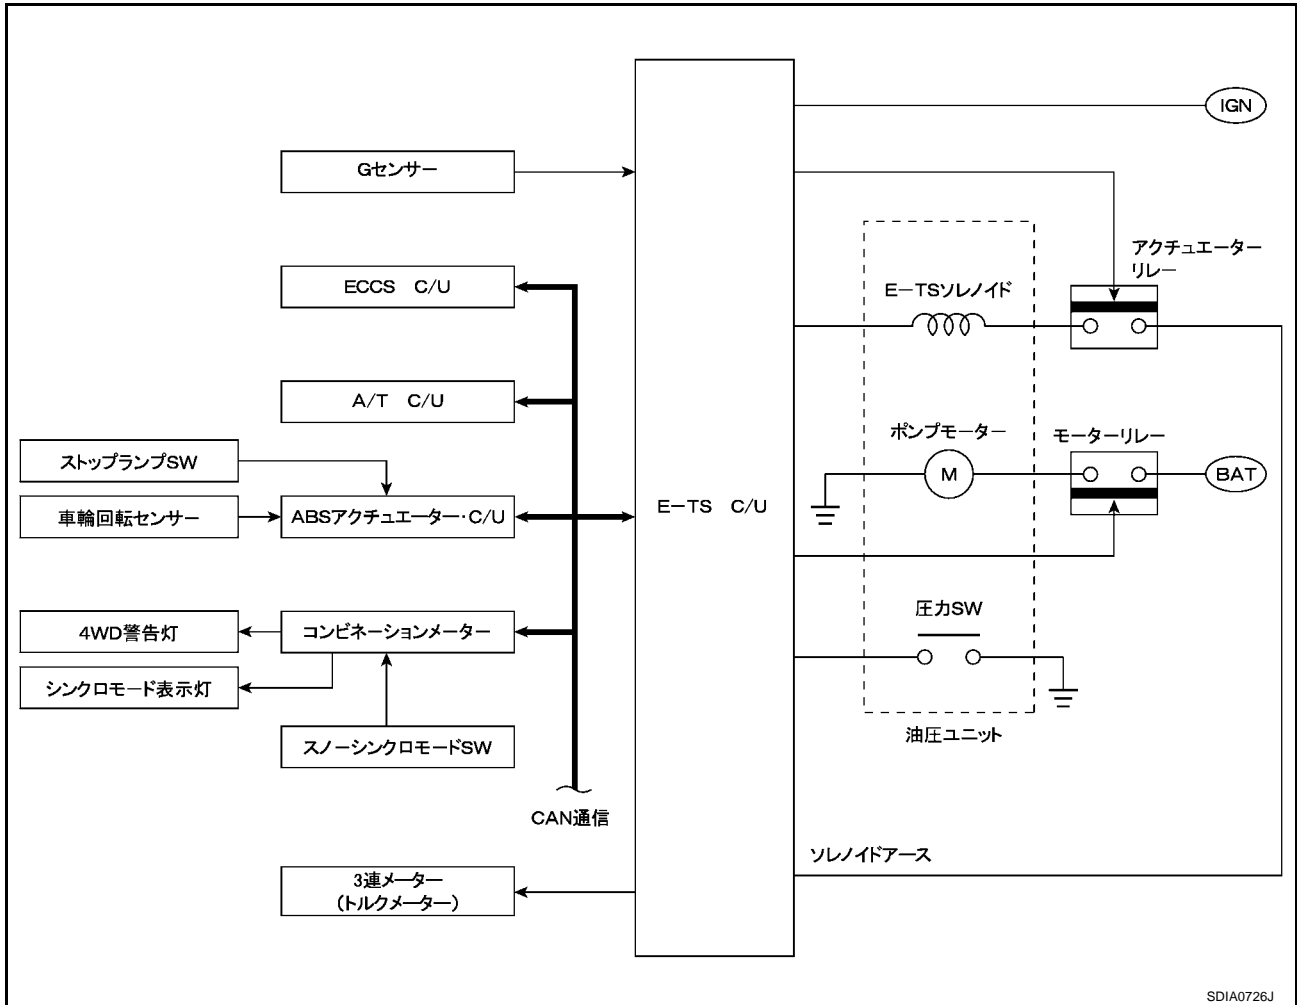 IGN
Gセンサー
アクチュエーター
リレー
ECCS C/U
E-TSソレノイド
A/T C/U
ポンプモーター
モーターリレー
ストップランプSW
M
BAT
車輪回転センサー
ABSアクチュエーター・C/U
E-TS C/U
圧力SW
4WD警告灯
コンビネーションメーター
シンクロモード表示灯
スノーシンクロモードSW
油圧ユニット
CAN通信
ソレノイドアース
3連メーター
(トルクメーター)
SDIA0726J